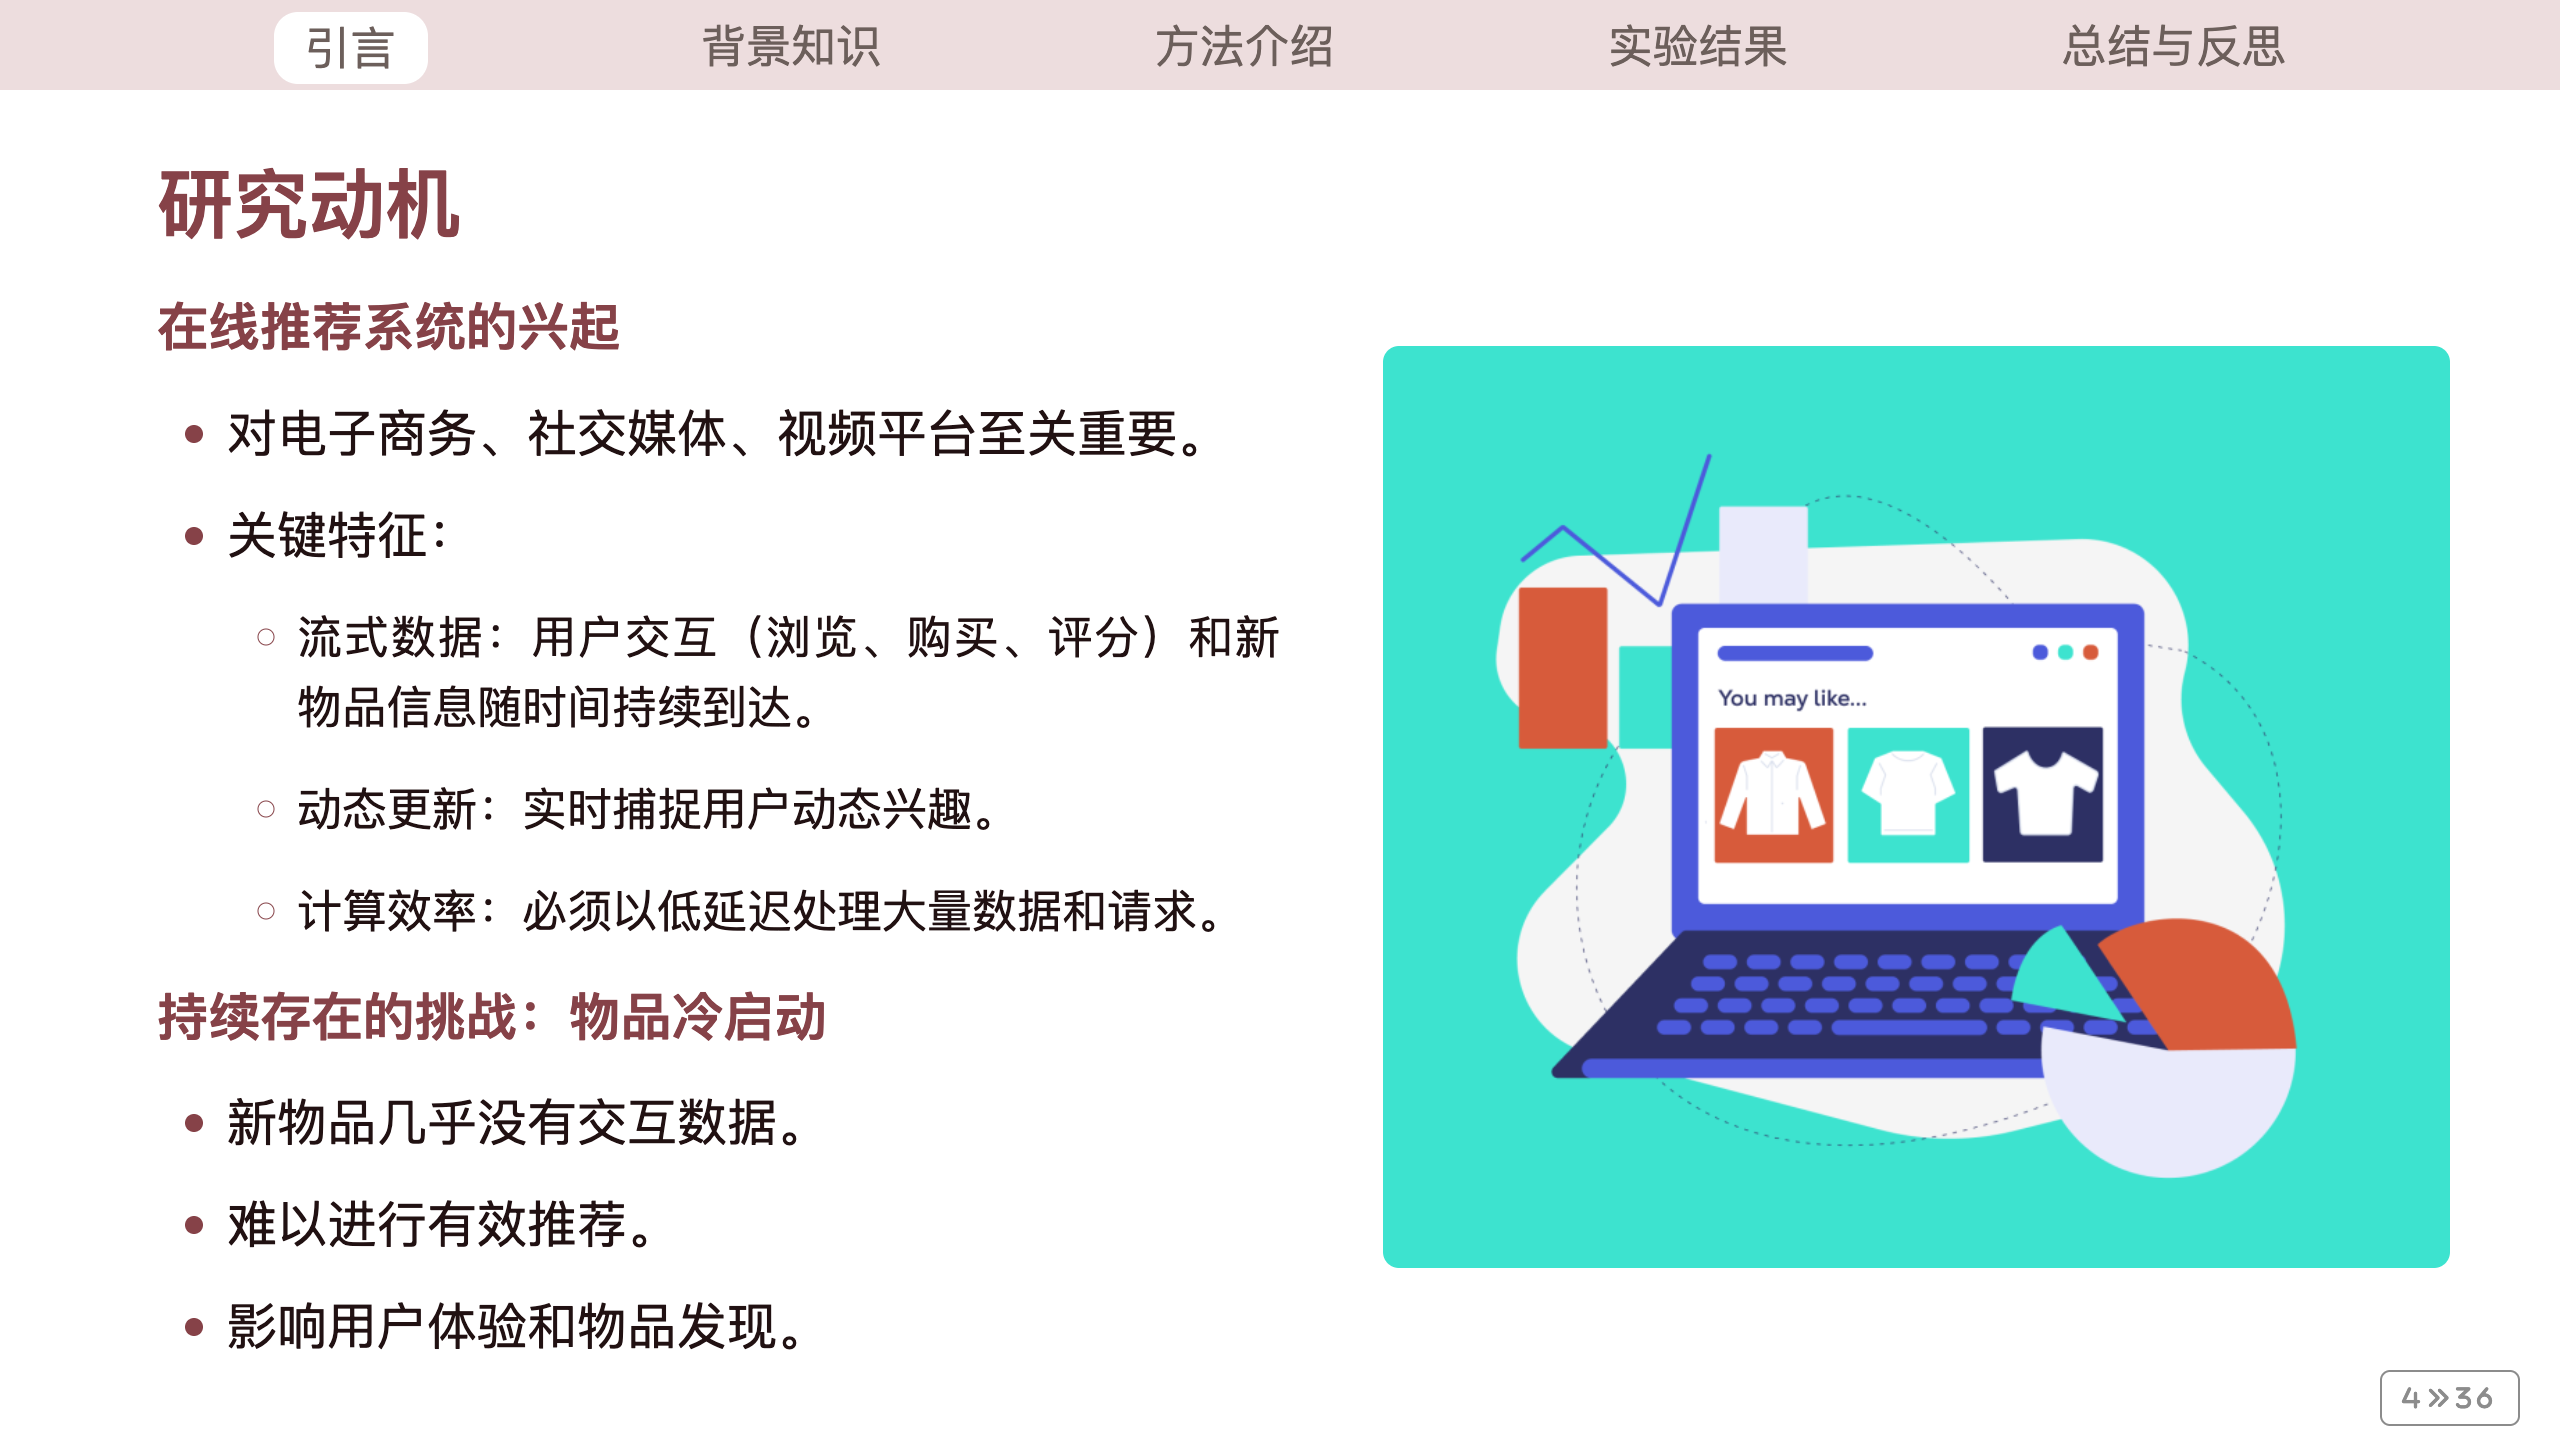 引言
背景知识
方法介绍
实验结果
总结与反思
研究动机
在线推荐系统的兴起
对电子商务、社交媒体、视频平台至关重要。
关键特征：
流式数据：用户交互（浏览、购买、评分）和新
物品信息随时间持续到达。
动态更新：实时捕捉用户动态兴趣。
计算效率：必须以低延迟处理大量数据和请求。
持续存在的挑战：物品冷启动
新物品几乎没有交互数据。
难以进行有效推荐。
影响用户体验和物品发现。
You may like...
4»36